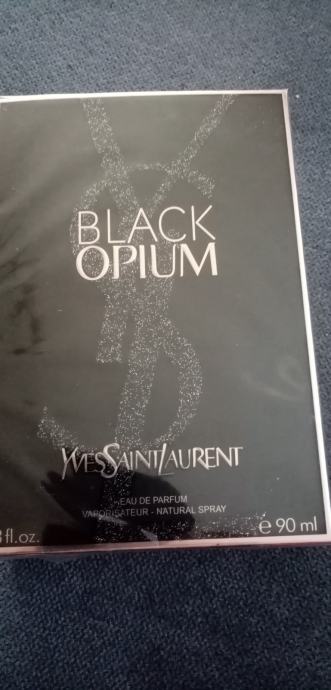 BLACK
OPIUM
YVESSAINTLAURENT
EAU DE PARFUM
VAPORISATEUR - NATURAL SPRAY
fl.oz. e 90 ml